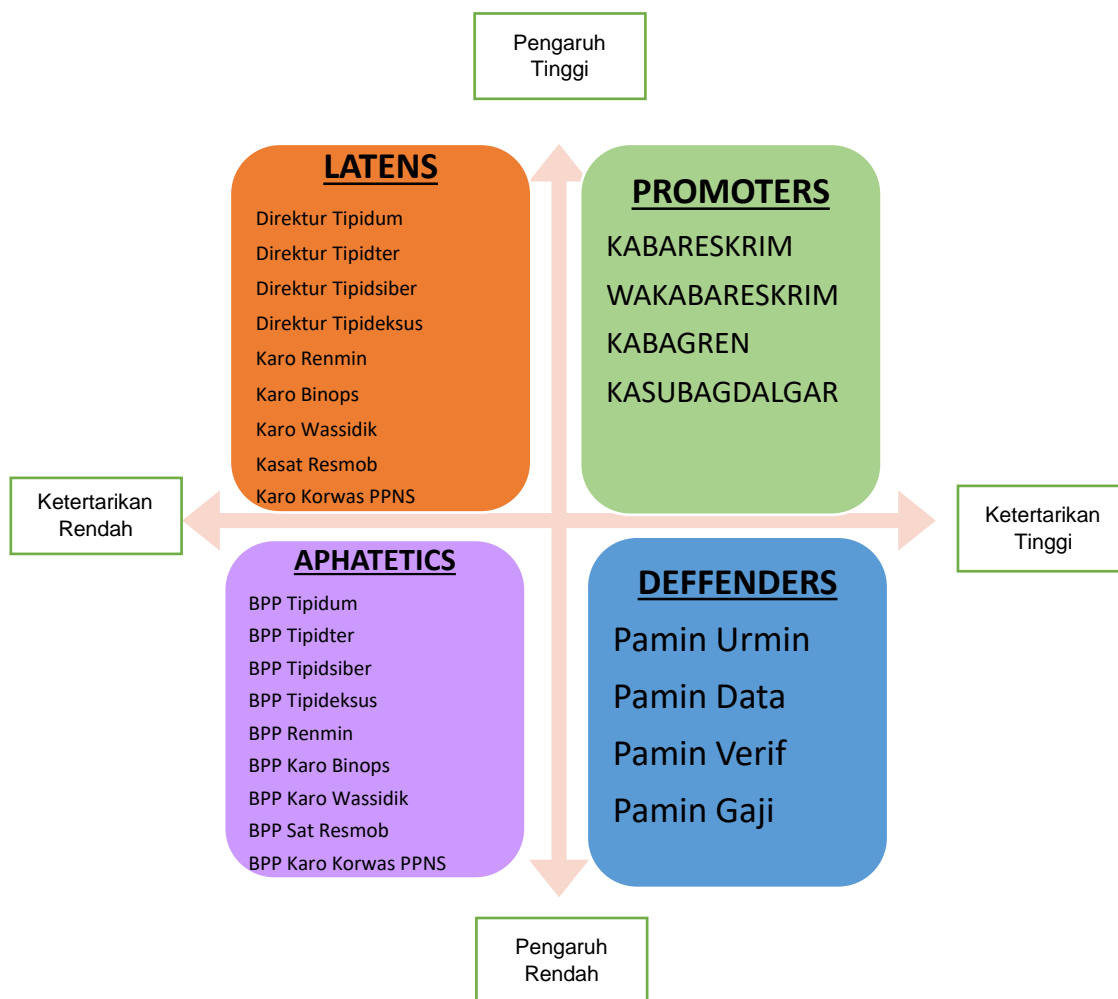 Pengaruh
Tinggi
LATENS
Direktur Tipidum
Direktur Tipidter
Direktur Tipidsiber
Direktur Tipideksus
Karo Renmin
Karo Binops
Karo Wassidik
Kasat Resmob
Karo Korwas PPNS
PROMOTERS
KABARESKRIM
WAKABARESKRIM
KABAGREN
KASUBAGDALGAR
Ketertarikan
Rendah
Ketertarikan
Tinggi
APHATETICS
BPP Tipidum
BPP Tipidter
BPP Tipidsiber
BPP Tipideksus
BPP Renmin
BPP Karo Binops
BPP Karo Wassidik
BPP Sat Resmob
BPP Karo Korwas PPNS
DEFFENDERS
Pamin Urmin
Pamin Data
Pamin Verif
Pamin Gaji
Pengaruh
Rendah